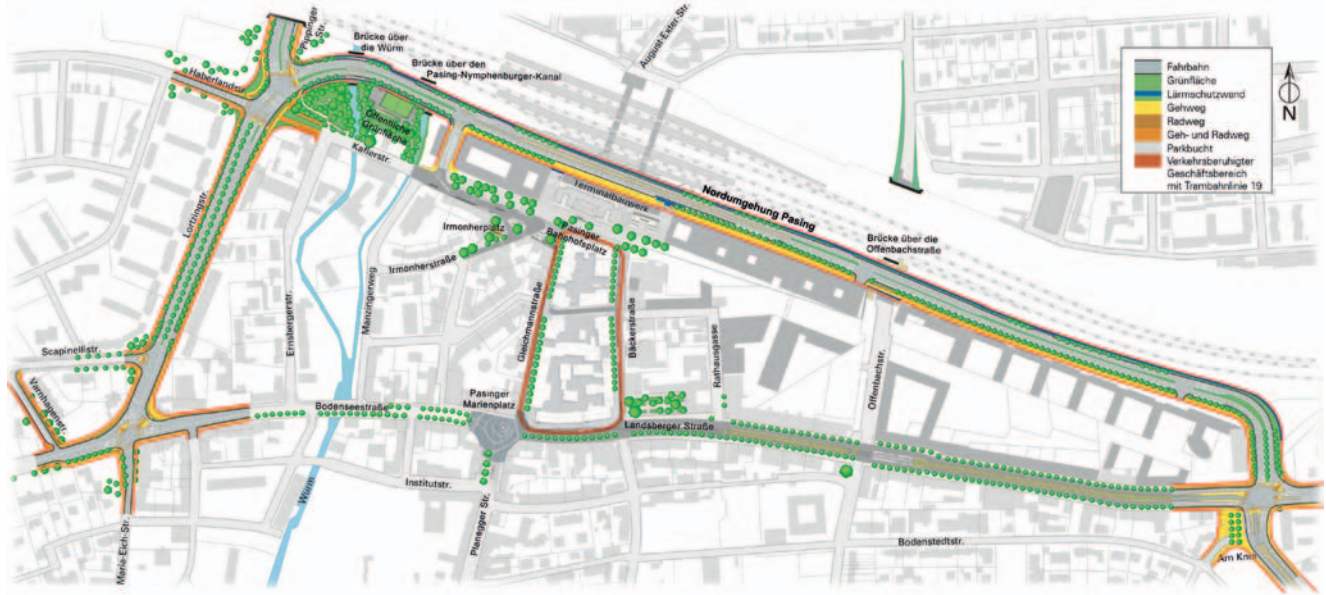 Pippinger
Str.
Haberlandstr.
Brücke über
die Würm
Brücke über den
Pasing-Nymphenburger-Kanal
August-Exter-Str.
Fahrbahn
Grünfläche
Lärmschutzwand
Gehweg
Radweg
Geh- und Radweg
Parkbucht
Verkehrsberuhigter
Geschäftsbereich
mit Trambahnlinie 19
N
Öffentliche
Grünfläche
Kaflerstr.
Lortzingstr.
Terminalbauwerk
Nordumgehung Pasing
Irmonherplatz
Pasinger
Bahnhofsplatz
Irmonherstraße
Brücke über die
Offenbachstraße
Ernsbergerstr.
Manzingerweg
Gleichmannstraße
Bäckerstraße
Rathausgasse
Offenbachstr.
Scapinellistr.
Varnhagenstr.
Bodenseestraße
Pasinger
Marienplatz
Landsberger Straße
Institutstr.
Würm
Planegger Str.
Maria-Eich-Str.
Bodenstedtstr.
Am Knie